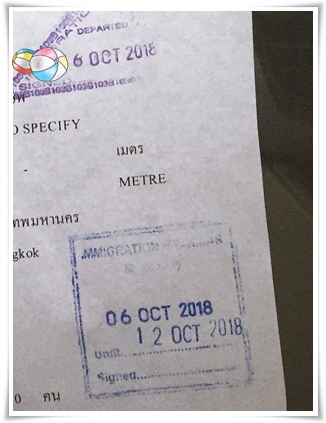 DEPARTED
6 OCT 2018
O SPECIFY
เมตร
-
METRE
ทพมหานคร
gkok
06 OCT 2018
12 OCT 2018
Until
Signed
0 คน